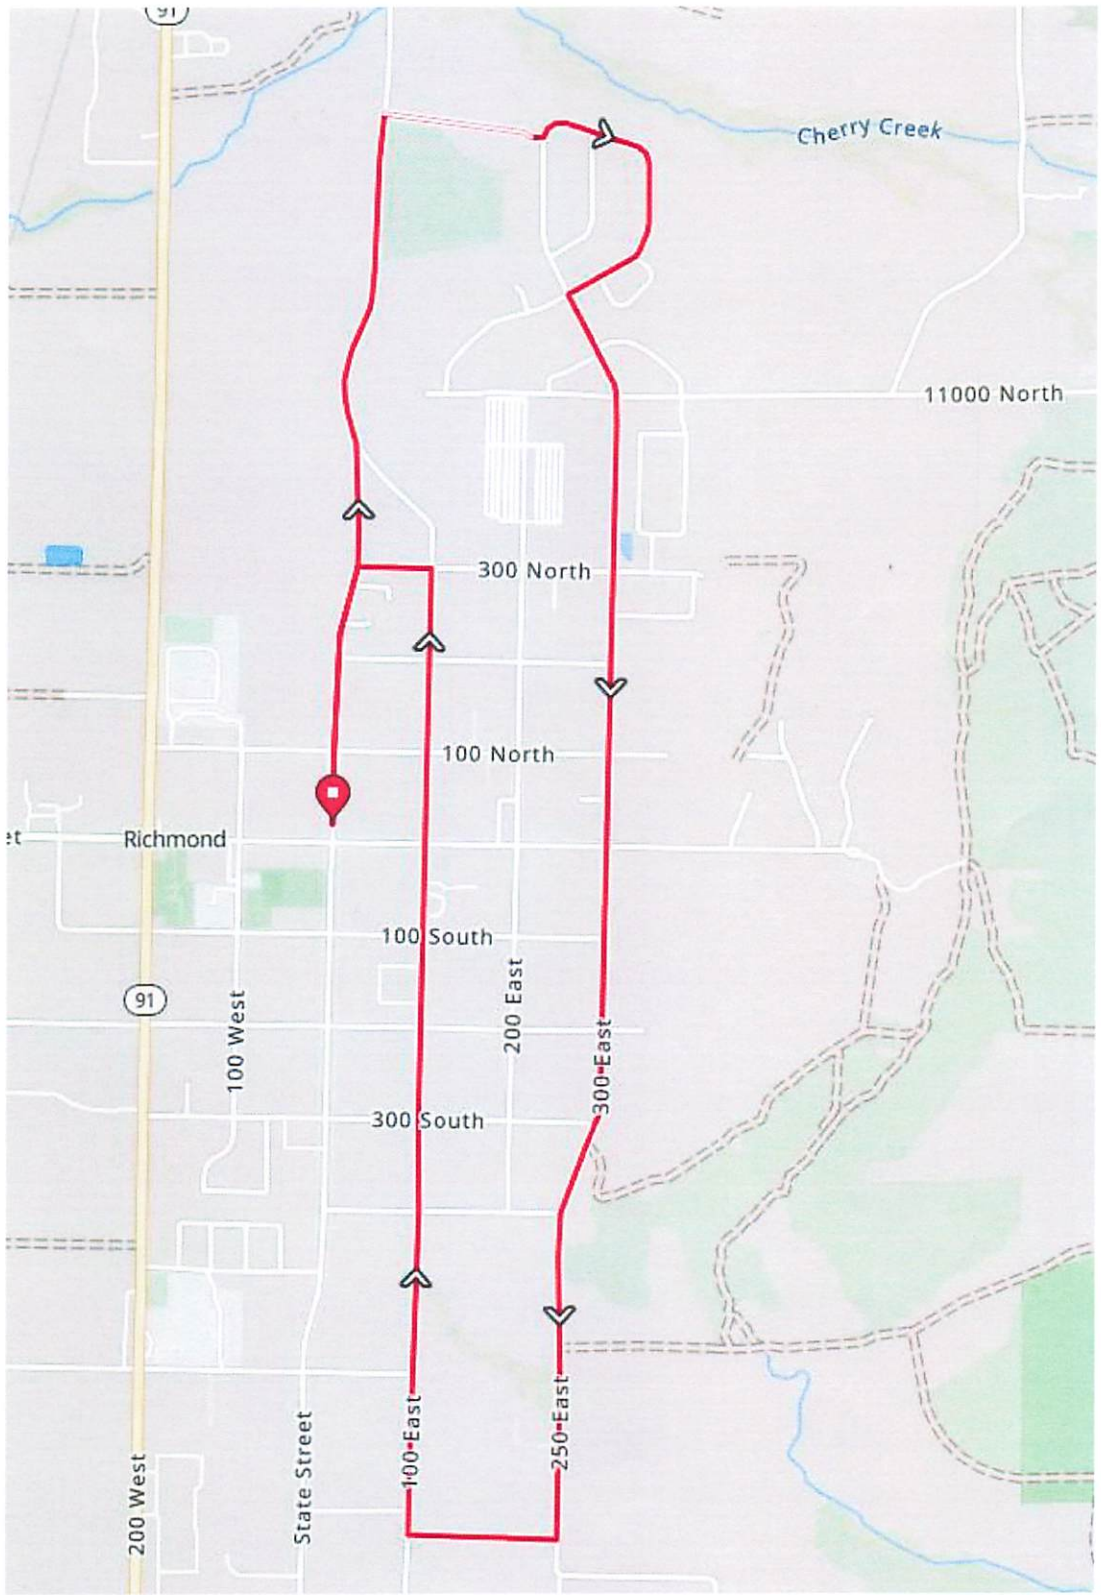 91
Cherry Creek
11000 North
300 North
100 North
et
Richmond
100 South
91
100 West
200 East
300 East
300 South
200 West
State Street
100 East
250 East